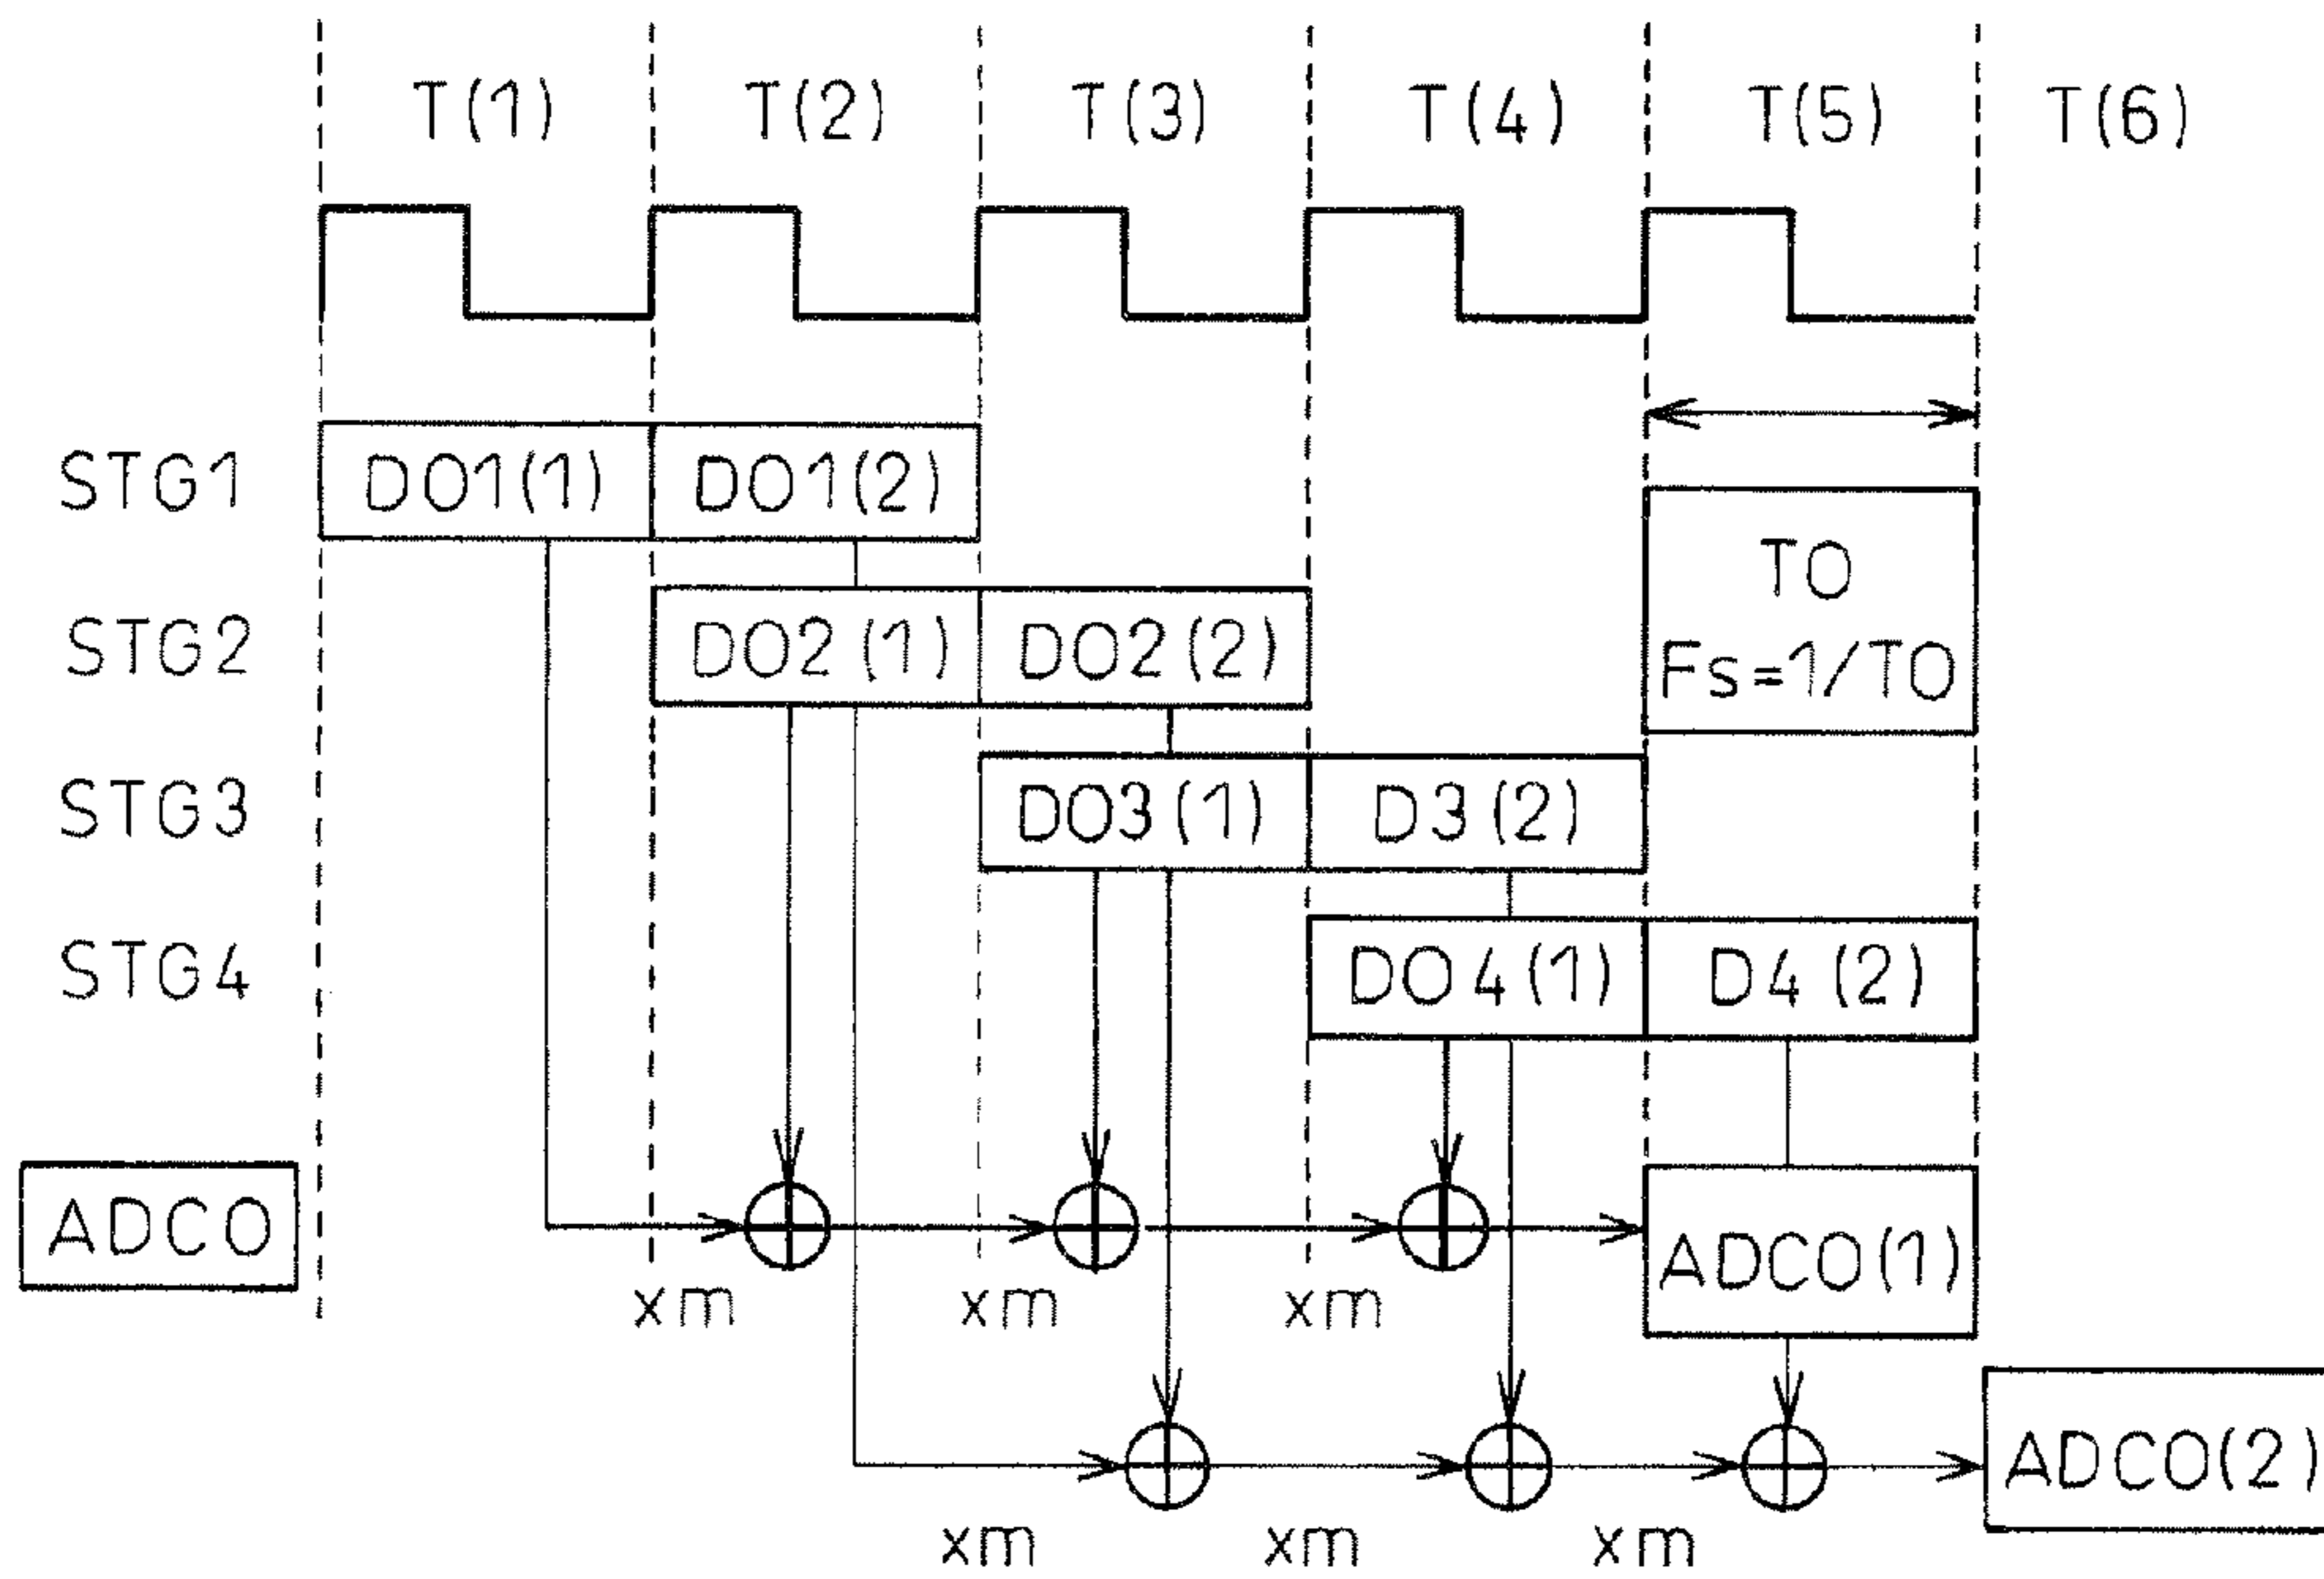 T(1) T(2) T(3) T(4) T(5) T(6)
STG1 DO1(1) DO1(2)
TO
Fs=1/TO
STG2 DO2(1) DO2(2)
STG3 DO3(1) D3(2)
STG4 DO4(1) D4(2)
ADCO ADCO(1)
xm xm xm
ADCO(2)
xm xm xm